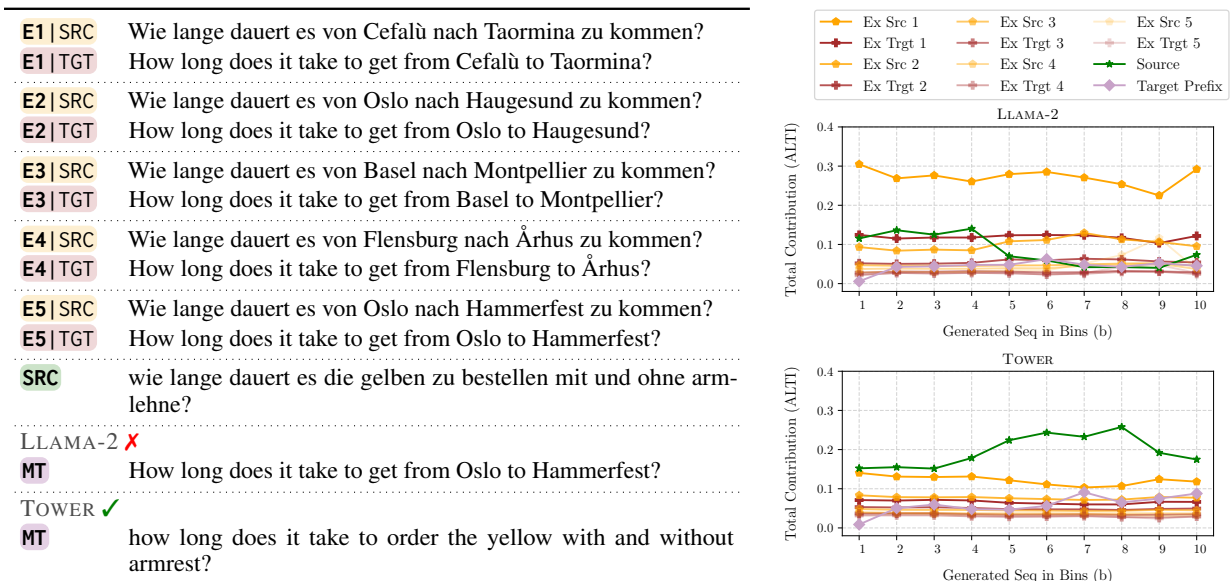 E1|SRC Wie lange dauert es von Cefalù nach Taormina zu kommen?
E1|TGT How long does it take to get from Cefalù to Taormina?
E2|SRC Wie lange dauert es von Oslo nach Haugesund zu kommen?
E2|TGT How long does it take to get from Oslo to Haugesund?
E3|SRC Wie lange dauert es von Basel nach Montpellier zu kommen?
E3|TGT How long does it take to get from Basel to Montpellier?
E4|SRC Wie lange dauert es von Flensburg nach Århus zu kommen?
E4|TGT How long does it take to get from Flensburg to Århus?
E5|SRC Wie lange dauert es von Oslo nach Hammerfest zu kommen?
E5|TGT How long does it take to get from Oslo to Hammerfest?
SRC wie lange dauert es die gelben zu bestellen mit und ohne arm-
lehne?
LLAMA-2 ✗
MT How long does it take to get from Oslo to Hammerfest?
TOWER ✓
MT how long does it take to order the yellow with and without
armrest?
Ex Src 1 Ex Src 3 Ex Src 5
Ex Trgt 1 Ex Trgt 3 Ex Trgt 5
Ex Src 2 Ex Src 4 Source
Ex Trgt 2 Ex Trgt 4 Target Prefix
LLAMA-2
Total Contribution (ALTI)
0.4
0.3
0.2
0.1
0.0
1 2 3 4 5 6 7 8 9 10
Generated Seq in Bins (b)
TOWER
Total Contribution (ALTI)
0.4
0.3
0.2
0.1
0.0
1 2 3 4 5 6 7 8 9 10
Generated Seq in Bins (b)